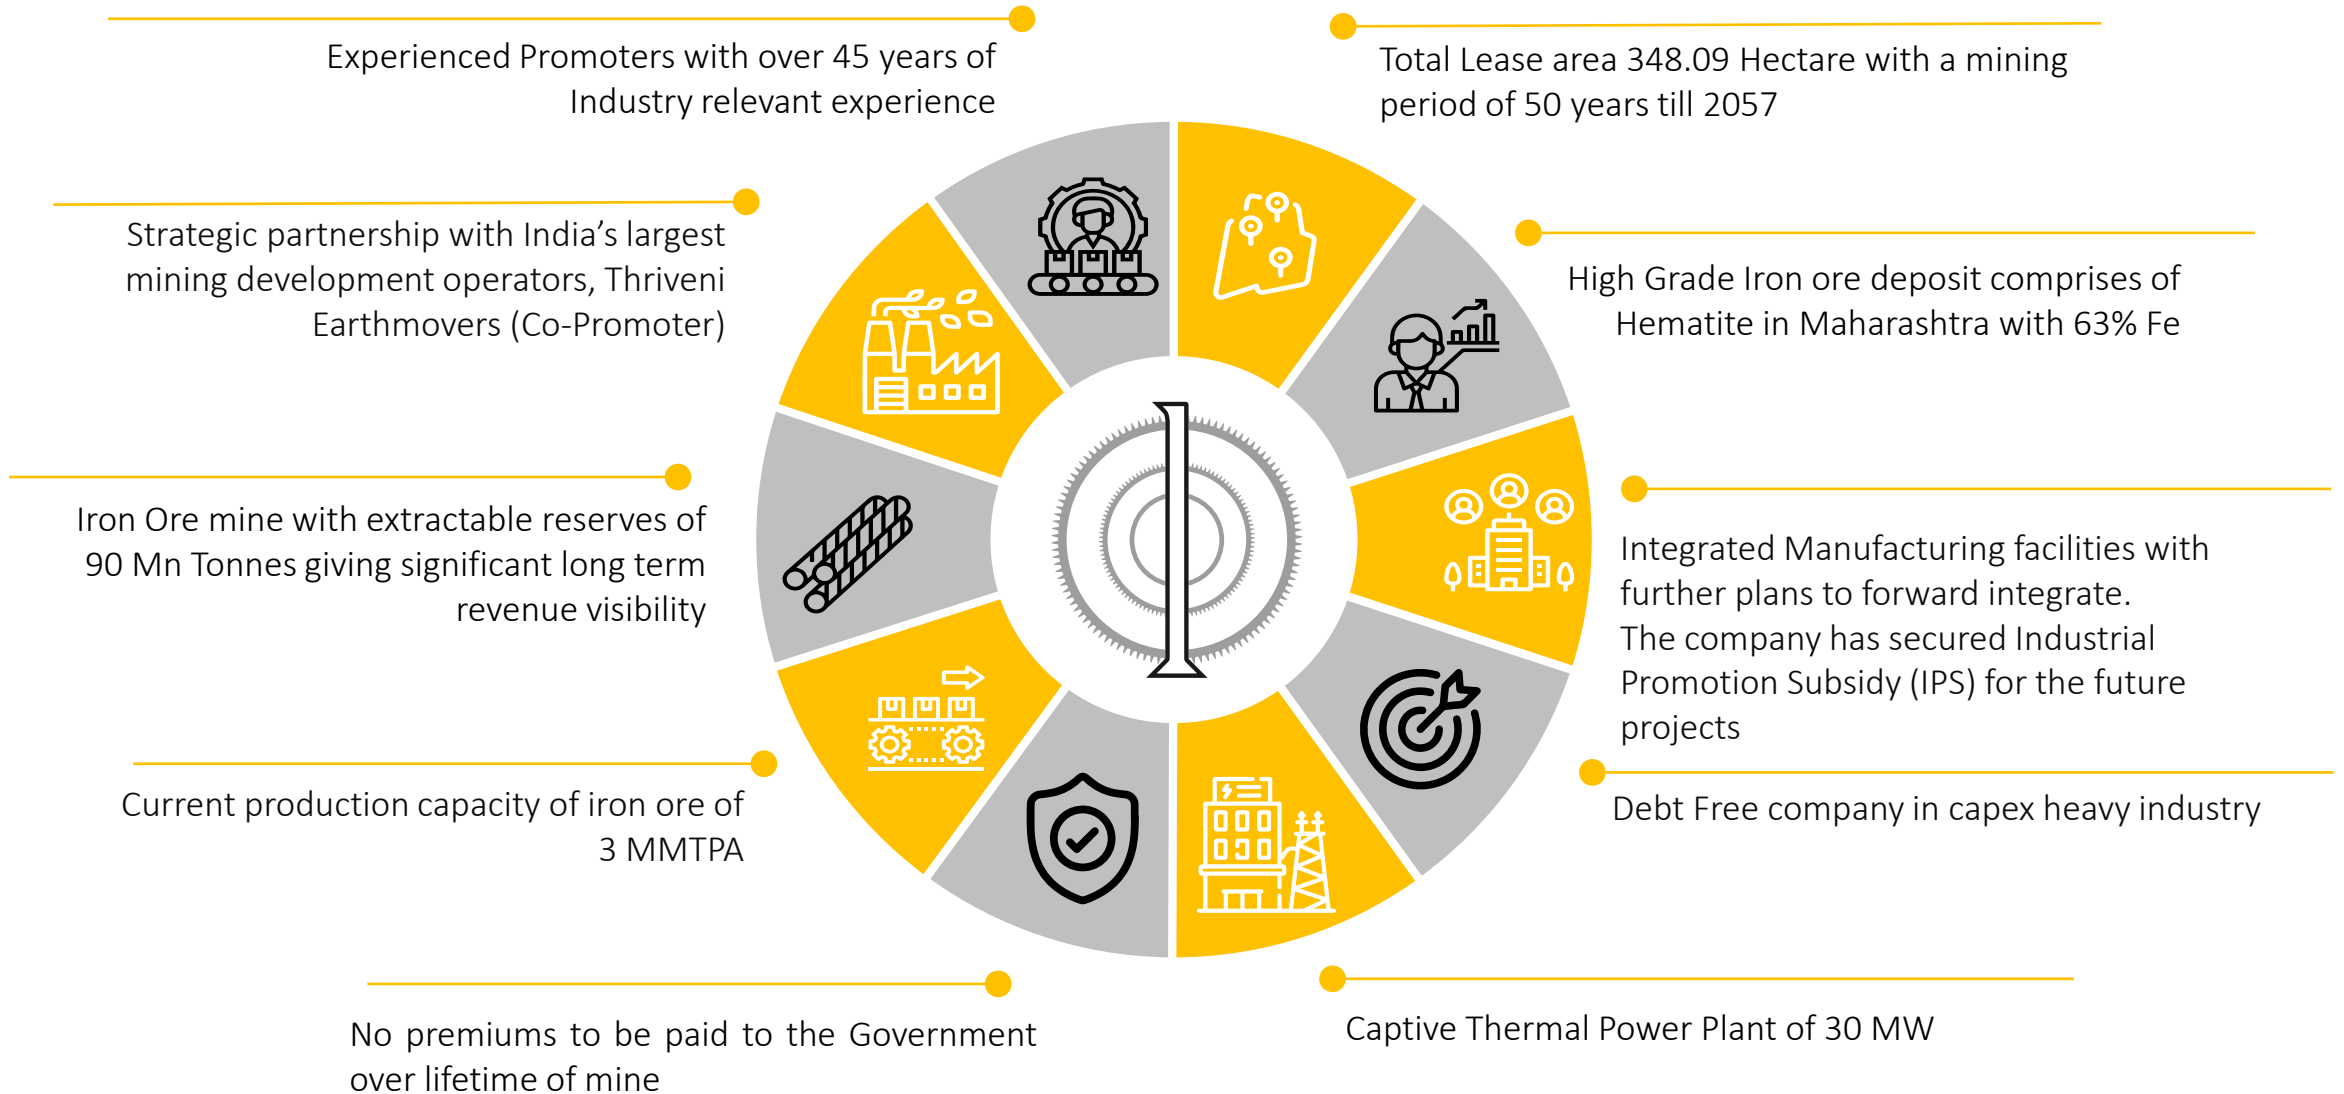 Experienced Promoters with over 45 years of
Industry relevant experience
Strategic partnership with India’s largest
mining development operators, Thriveni
Earthmovers (Co-Promoter)
Iron Ore mine with extractable reserves of
90 Mn Tonnes giving significant long term
revenue visibility
Current production capacity of iron ore of
3 MMTPA
No premiums to be paid to the Government
over lifetime of mine
Total Lease area 348.09 Hectare with a mining
period of 50 years till 2057
High Grade Iron ore deposit comprises of
Hematite in Maharashtra with 63% Fe
Integrated Manufacturing facilities with
further plans to forward integrate.
The company has secured Industrial
Promotion Subsidy (IPS) for the future
projects
Debt Free company in capex heavy industry
Captive Thermal Power Plant of 30 MW